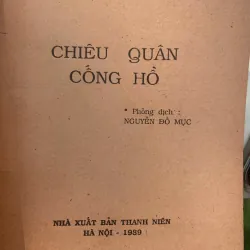 CHIÊU QUÂN
CỐNG HỒ
* Phỏng dịch :
NGUYỄN ĐỖ MỤC
NHÀ XUẤT BẢN THANH NIÊN
HÀ NỘI - 1989